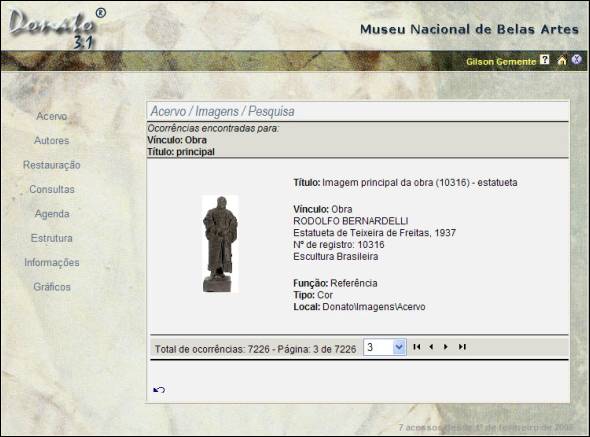 Donato ®
3.1
Museu Nacional de Belas Artes
Gilson Gemente ?
Acervo
Autores
Restauração
Consultas
Agenda
Estrutura
Informações
Gráficos
Acervo / Imagens / Pesquisa
Ocorrências encontradas para:
Vínculo: Obra
Título: principal
Título: Imagem principal da obra (10316) - estatueta
Vínculo: Obra
RODOLFO BERNARDELLI
Estatueta de Teixeira de Freitas, 1937
Nº de registro: 10316
Escultura Brasileira
Função: Referência
Tipo: Cor
Local: Donato\Imagens\Acervo
Total de ocorrências: 7226 - Página: 3 de 7226 3
7 acessos desde 1º de fevereiro de